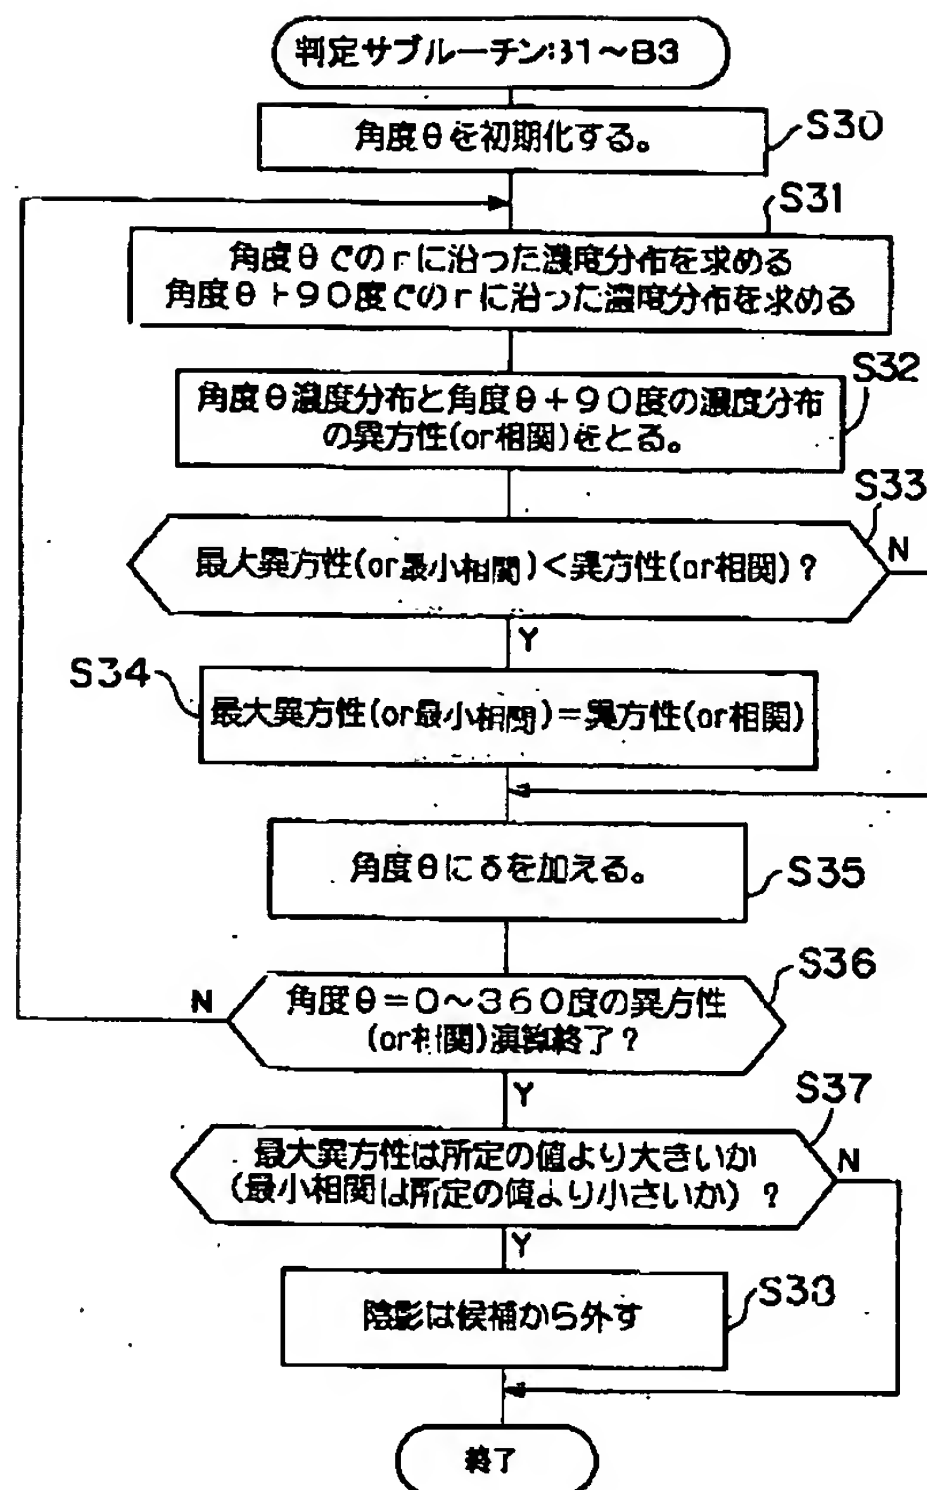 判定サブルーチン:B1～B3
角度θを初期化する。
S30
S31
角度θでのrに沿った濃度分布を求める
角度θ+90度でのrに沿った濃度分布を求める
S32
角度θ濃度分布と角度θ+90度の濃度分布
の異方性(or相関)をとる。
S33
最大異方性(or最小相関)<異方性(or相関)?
N
Y
S34
最大異方性(or最小相関)=異方性(or相関)
角度θにδを加える。
S35
S36
角度θ=0～360度の異方性
(or相関)演算終了?
N
Y
S37
最大異方性は所定の値より大きいか
(最小相関は所定の値より小さいか)?
N
Y
陰影は候補から外す
S38
終了